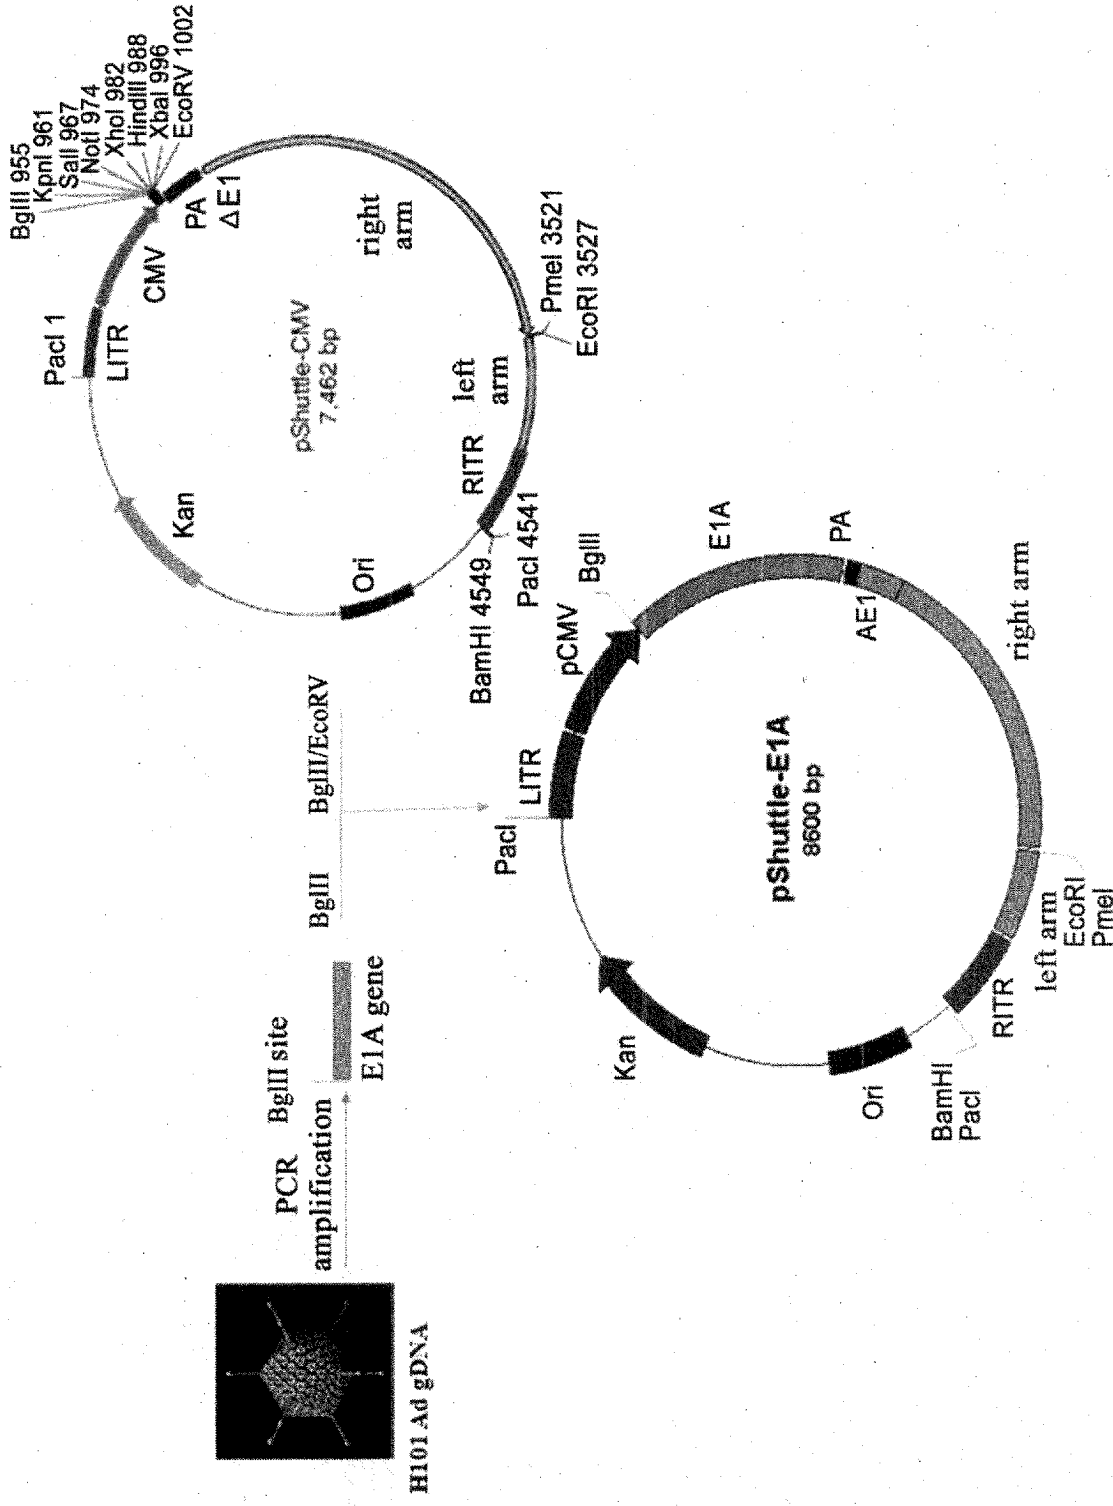 H101 Ad gDNA
PCR
amplification
BglII site
E1A gene
BglII
BglII/EcoRV
PacI 1
LITR
CMV
BglII 955
KpnI 961
SalI 967
NotI 974
XhoI 982
HindIII 988
XbaI 996
EcoRV 1002
PA
ΔE1
right
arm
pShuttle-CMV
7.462 bp
Kan
Ori
left
arm
RITR
PmeI 3521
EcoRI 3527
BamHI 4549
PacI 4541
PacI
LITR
pCMV
BglII
E1A
PA
AE1
right arm
pShuttle-E1A
8600 bp
Kan
Ori
BamHI
PacI
RITR
left arm
EcoRI
PmeI